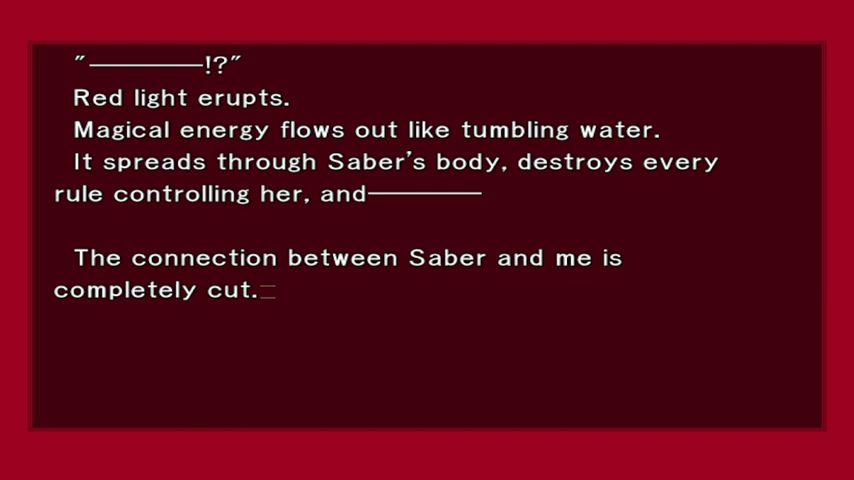 "――――――!?"
Red light erupts.
Magical energy flows out like tumbling water.
It spreads through Saber's body, destroys every
rule controlling her, and――――――
The connection between Saber and me is
completely cut.